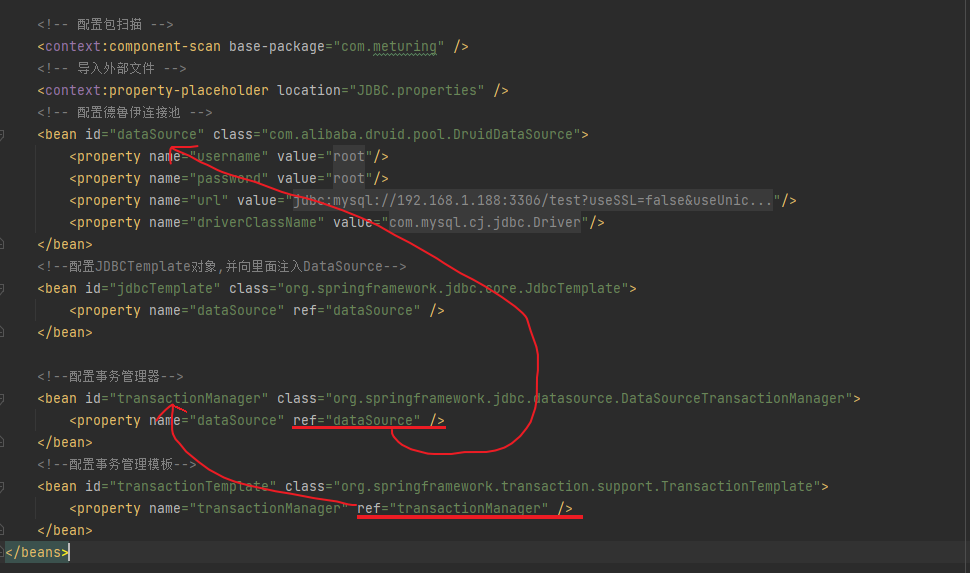 <!-- 配置包扫描 -->
<context:component-scan base-package="com.meturing" />
<!-- 导入外部文件 -->
<context:property-placeholder location="JDBC.properties" />
<!-- 配置德鲁伊连接池 -->
<bean id="dataSource" class="com.alibaba.druid.pool.DruidDataSource">
<property name="username" value="root"/>
<property name="password" value="root"/>
<property name="url" value="jdbc:mysql://192.168.1.188:3306/test?useSSL=false&useUnic..."/>
<property name="driverClassName" value="com.mysql.cj.jdbc.Driver"/>
</bean>
<!--配置JDBCTemplate对象,并向里面注入DataSource-->
<bean id="jdbcTemplate" class="org.springframework.jdbc.core.JdbcTemplate">
<property name="dataSource" ref="dataSource" />
</bean>
<!--配置事务管理器-->
<bean id="transactionManager" class="org.springframework.jdbc.datasource.DataSourceTransactionManager">
<property name="dataSource" ref="dataSource" />
</bean>
<!--配置事务管理模板-->
<bean id="transactionTemplate" class="org.springframework.transaction.support.TransactionTemplate">
<property name="transactionManager" ref="transactionManager" />
</bean>
</beans>